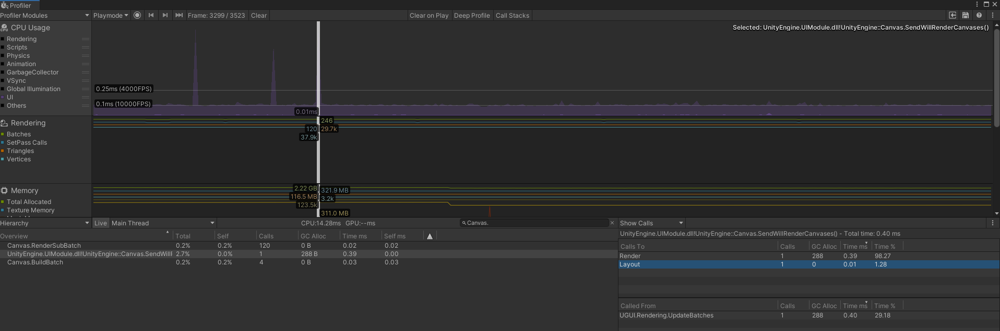 Profiler
Profiler Modules Playmode Frame: 3299 / 3523 Clear Clear on Play Deep Profile Call Stacks
CPU Usage
Selected: UnityEngine.UIModule.dll!UnityEngine::Canvas.SendWillRenderCanvases()
Rendering
Scripts
Physics
Animation
GarbageCollector
VSync
Global Illumination
UI
Others
0.25ms (4000FPS)
0.1ms (10000FPS)
0.01ms
Rendering
Batches
SetPass Calls
Triangles
Vertices
246
120 29.7k
37.9k
Memory
Total Allocated
Texture Memory
2.22 GB 321.9 MB
116.5 MB 3.2k
123.5k
311.0 MB
Hierarchy Live Main Thread CPU:14.28ms GPU:--ms Canvas.
Overview Total Self Calls GC Alloc Time ms Self ms
Canvas.RenderSubBatch 0.2% 0.2% 120 0 B 0.02 0.02
UnityEngine.UIModule.dll!UnityEngine::Canvas.SendWillF 2.7% 0.0% 1 288 B 0.39 0.00
Canvas.BuildBatch 0.2% 0.2% 4 0 B 0.03 0.03
Show Calls
UnityEngine.UIModule.dll!UnityEngine::Canvas.SendWillRenderCanvases() - Total time: 0.40 ms
Calls To Calls GC Alloc Time ms Time %
Render 1 288 0.39 98.27
Layout 1 0 0.01 1.28
Called From Calls GC Alloc Time ms Time %
UGUI.Rendering.UpdateBatches 1 288 0.40 29.18